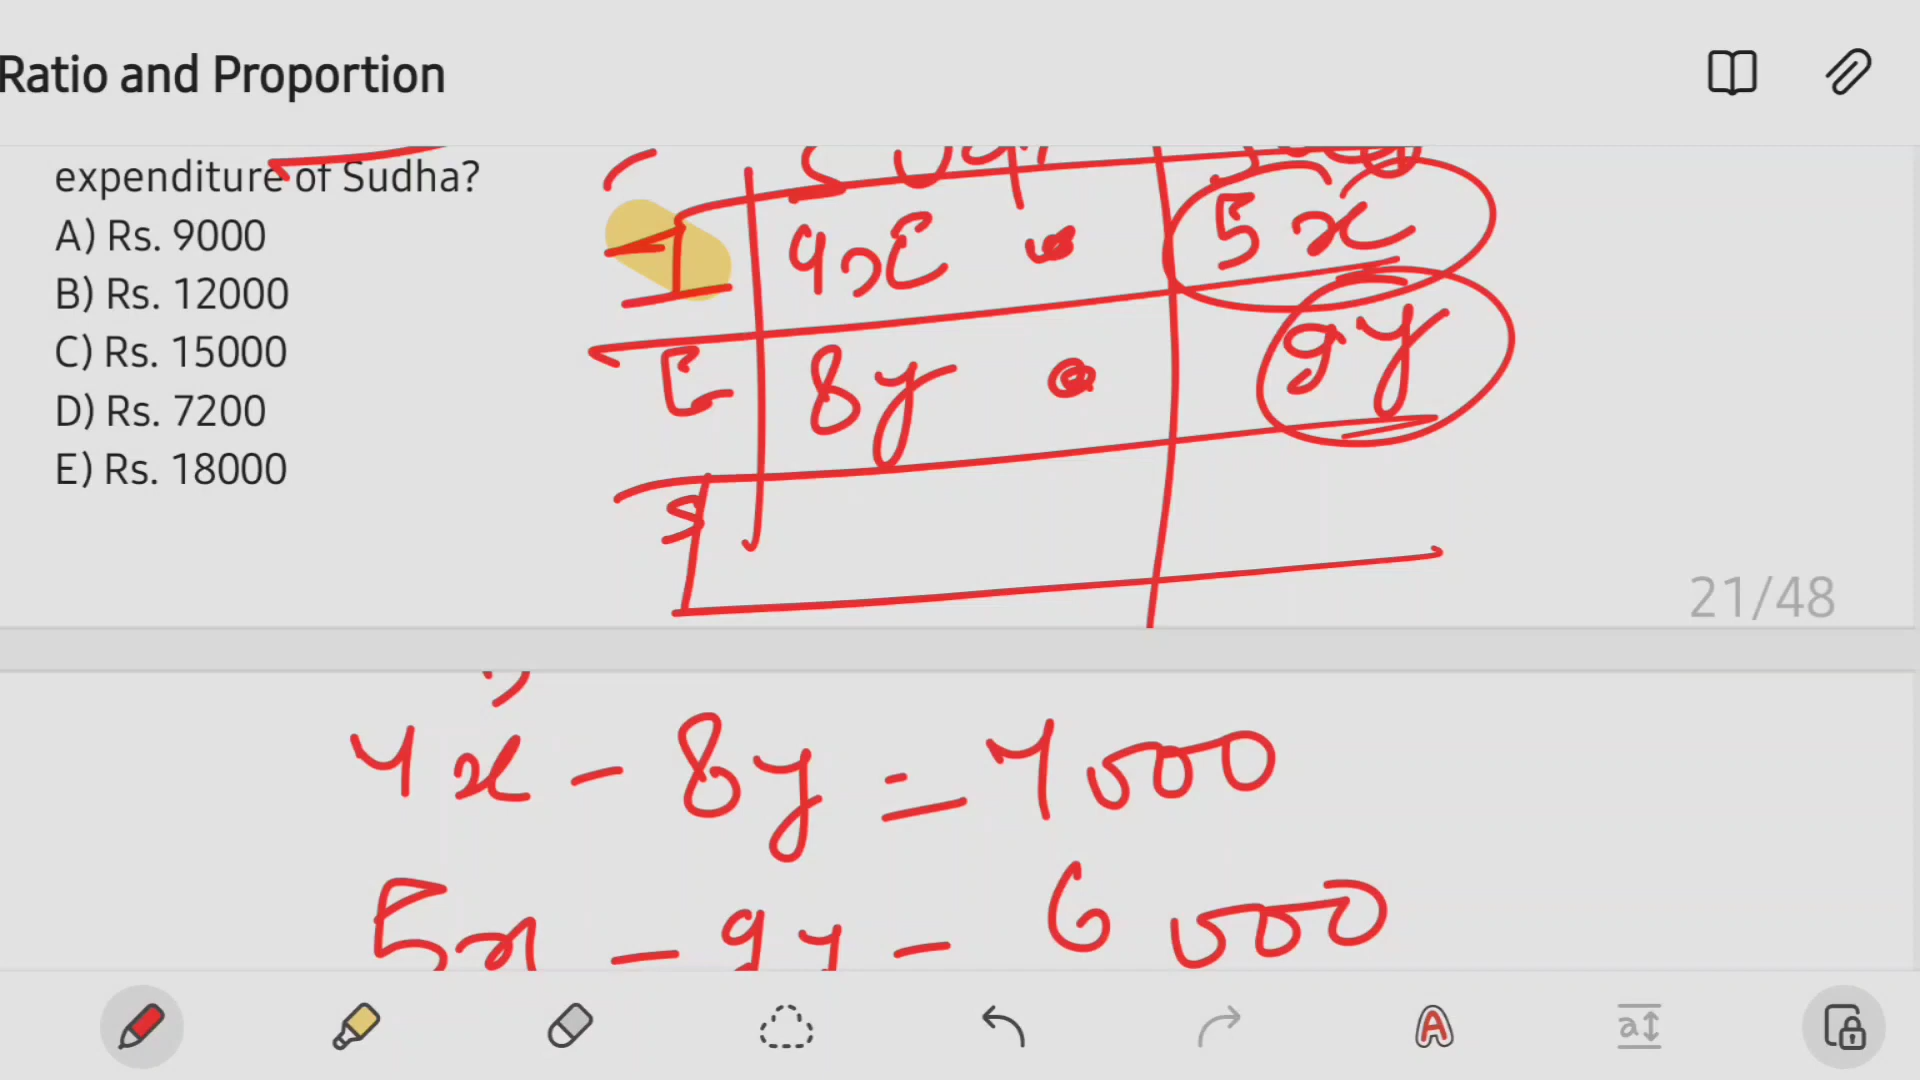 Ratio and Proportion
expenditure of Sudha?
A) Rs. 9000
B) Rs. 12000
C) Rs. 15000
D) Rs. 7200
E) Rs. 18000
I 4x 5x
E 8y 9y
S
21/48
4x - 8y = 4000
5x - 9y - 6000